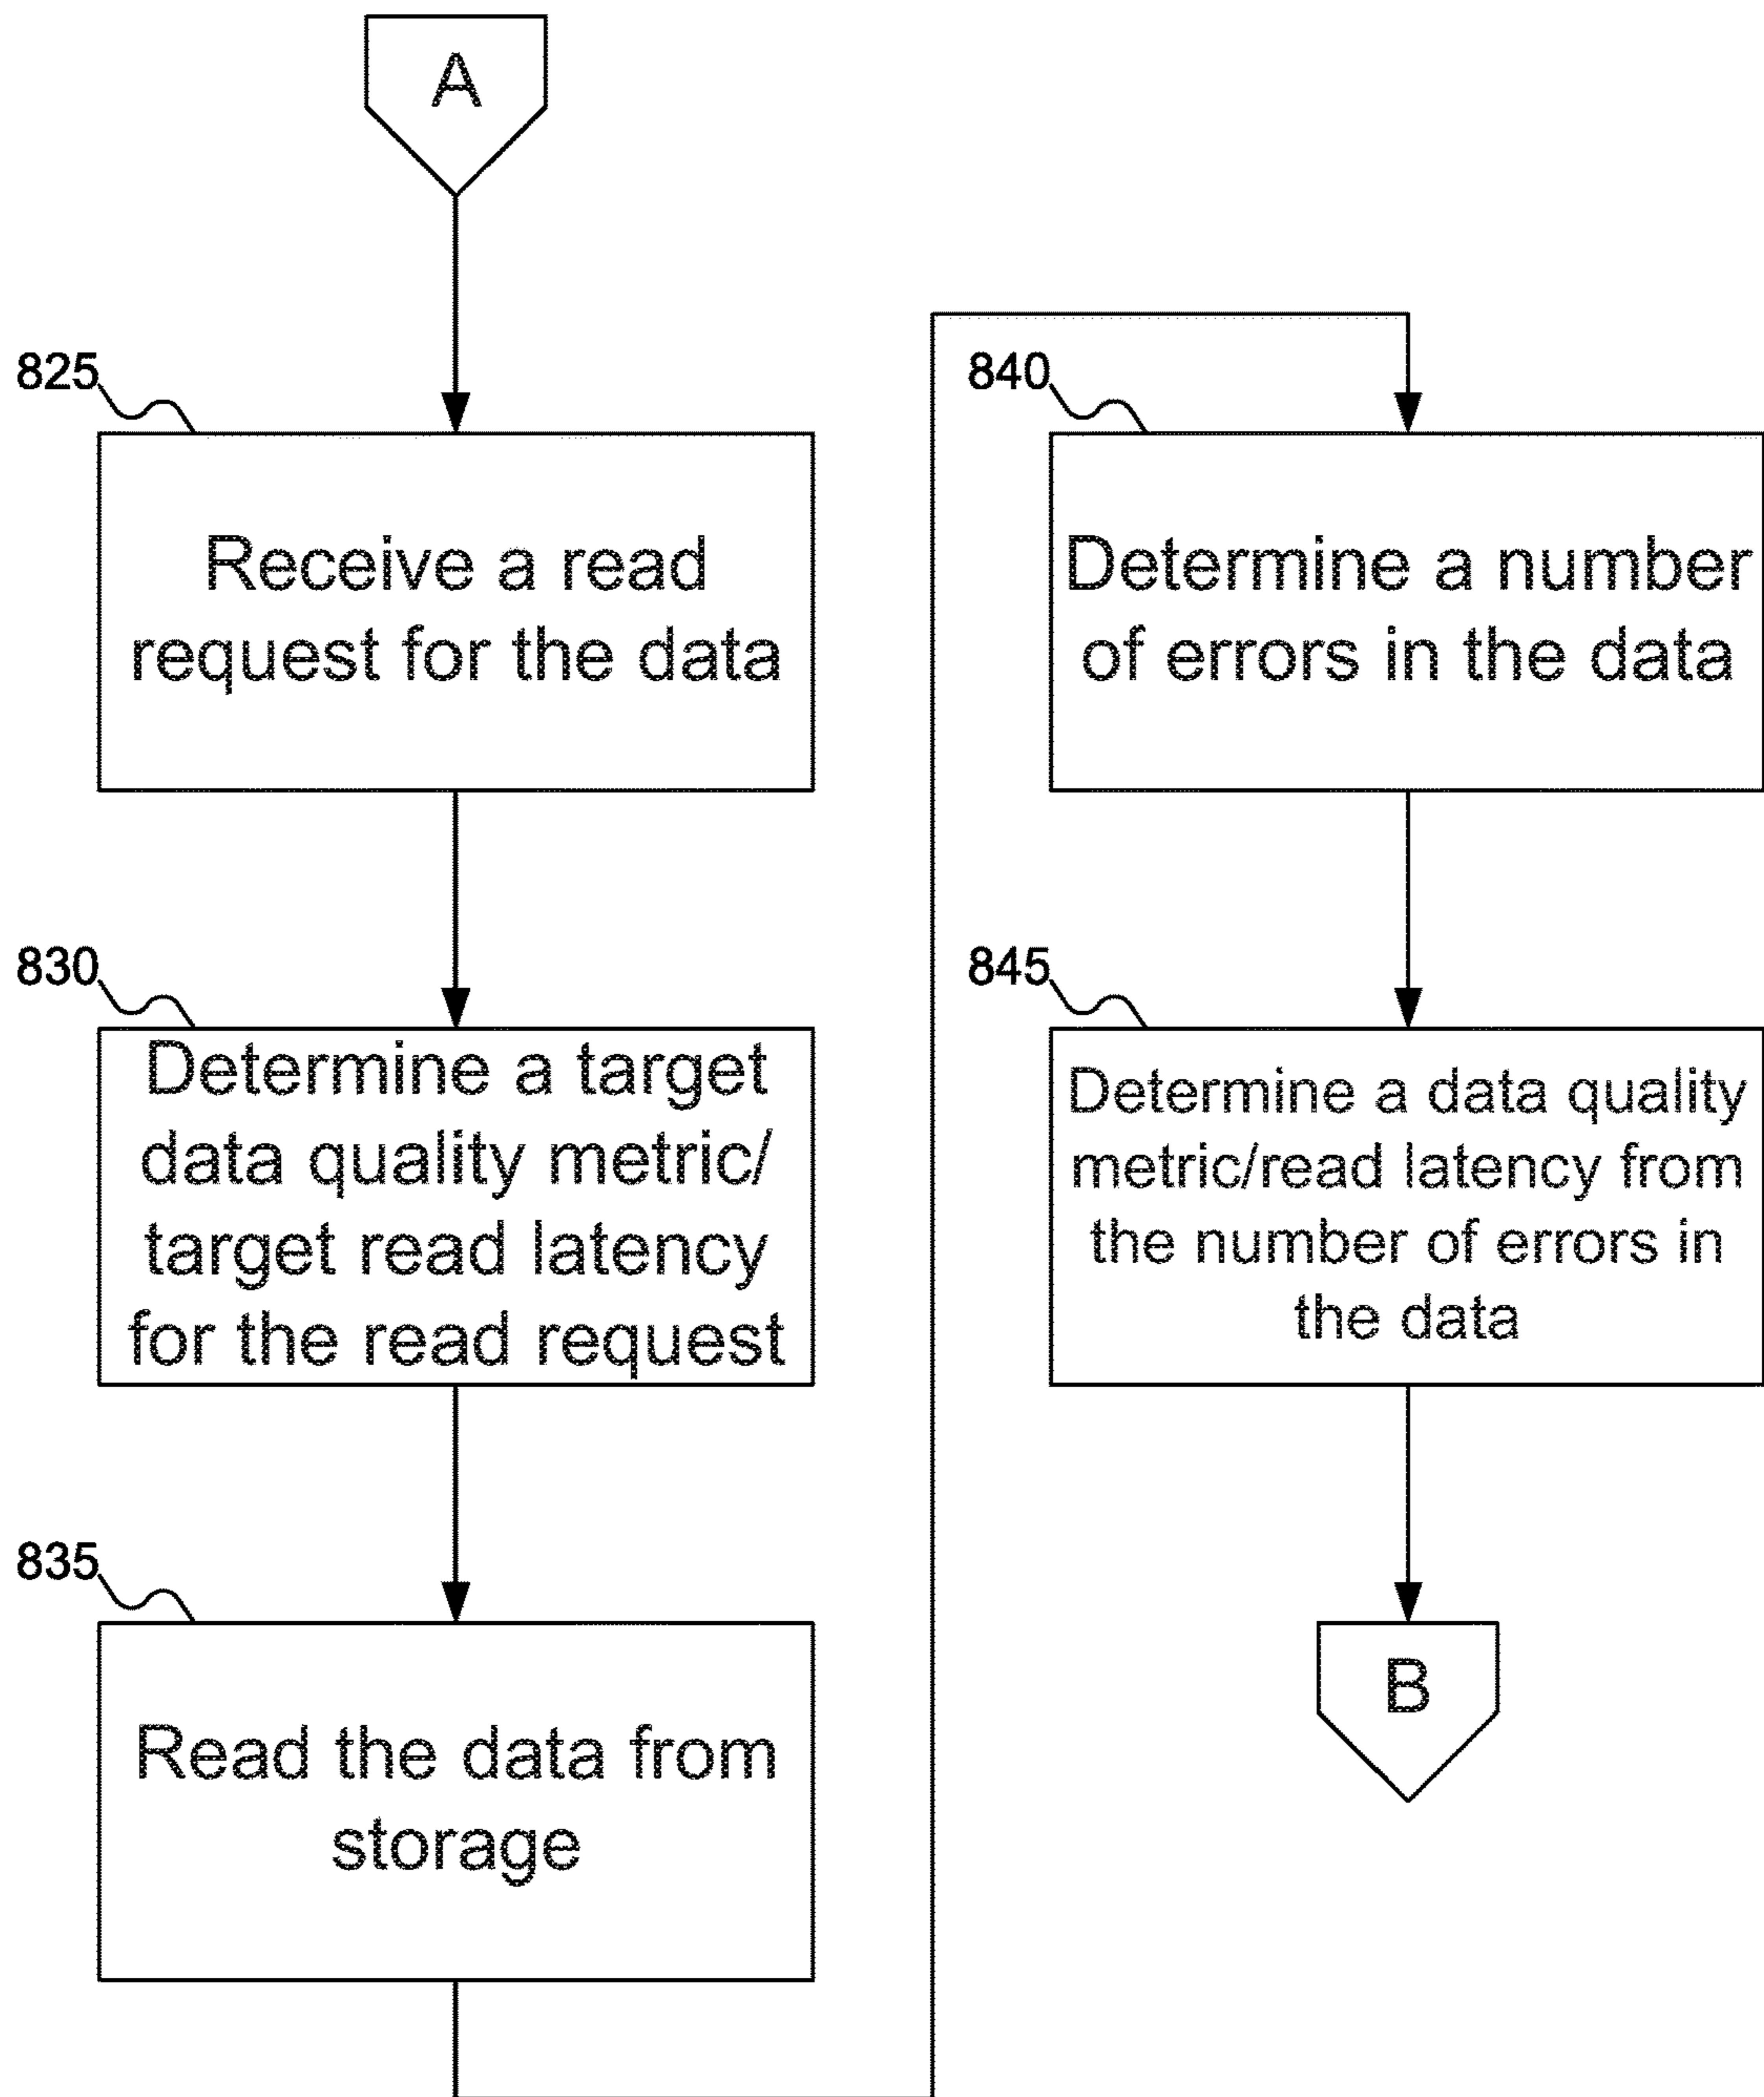 A
825
Receive a read
request for the data
830
Determine a target
data quality metric/
target read latency
for the read request
835
Read the data from
storage
840
Determine a number
of errors in the data
845
Determine a data quality
metric/read latency from
the number of errors in
the data
B